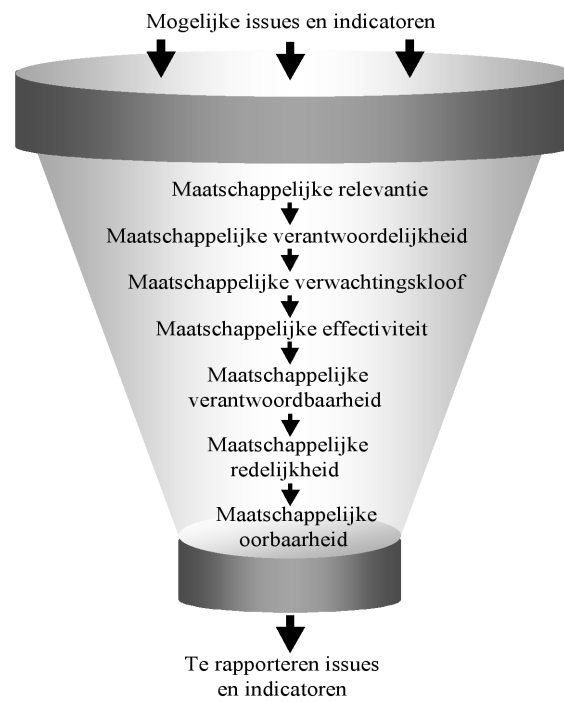 Mogelijke issues en indicatoren
Maatschappelijke relevantie
Maatschappelijke verantwoordelijkheid
Maatschappelijke verwachtingskloof
Maatschappelijke effectiviteit
Maatschappelijke
verantwoordbaarheid
Maatschappelijke
redelijkheid
Maatschappelijke
oorbaarheid
Te rapporteren issues
en indicatoren